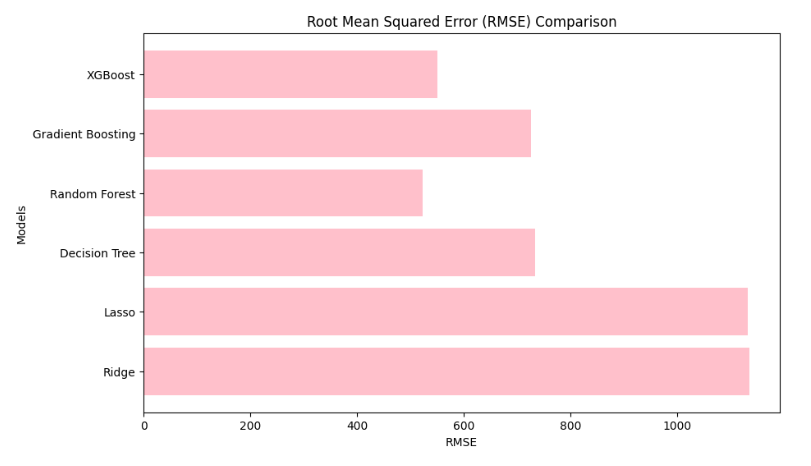 Root Mean Squared Error (RMSE) Comparison
XGBoost
Gradient Boosting
Random Forest
Decision Tree
Lasso
Ridge
Models
0 200 400 600 800 1000
RMSE